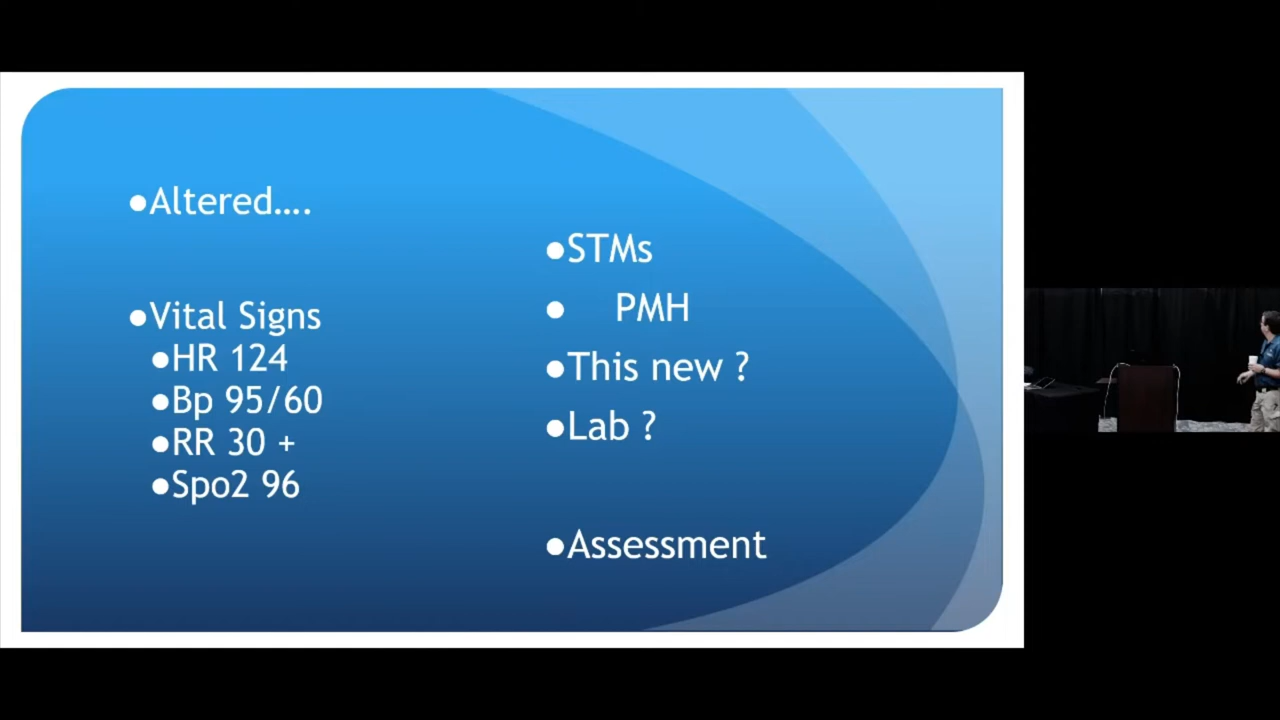 ●Altered….
●Vital Signs
●HR 124
●Bp 95/60
●RR 30 +
●Spo2 96
●STMs
● PMH
●This new ?
●Lab ?
●Assessment